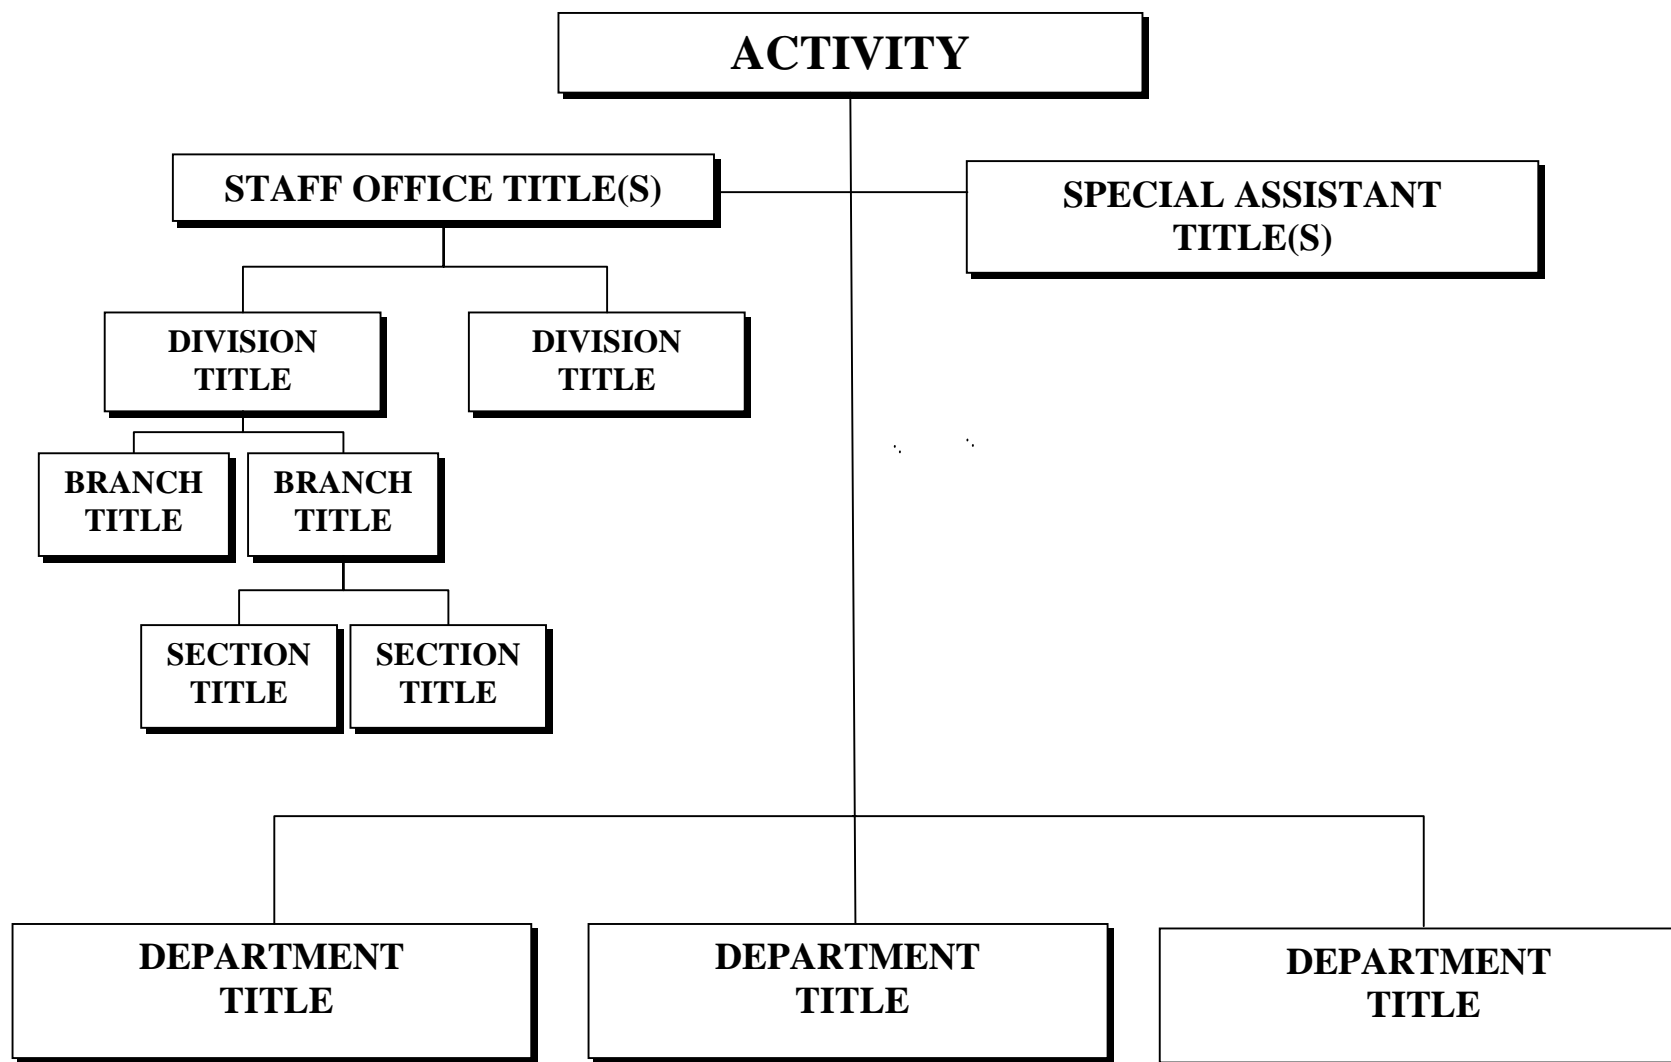 ACTIVITY
STAFF OFFICE TITLE(S)
SPECIAL ASSISTANT
TITLE(S)
DIVISION
TITLE
DIVISION
TITLE
BRANCH
TITLE
BRANCH
TITLE
SECTION
TITLE
SECTION
TITLE
DEPARTMENT
TITLE
DEPARTMENT
TITLE
DEPARTMENT
TITLE